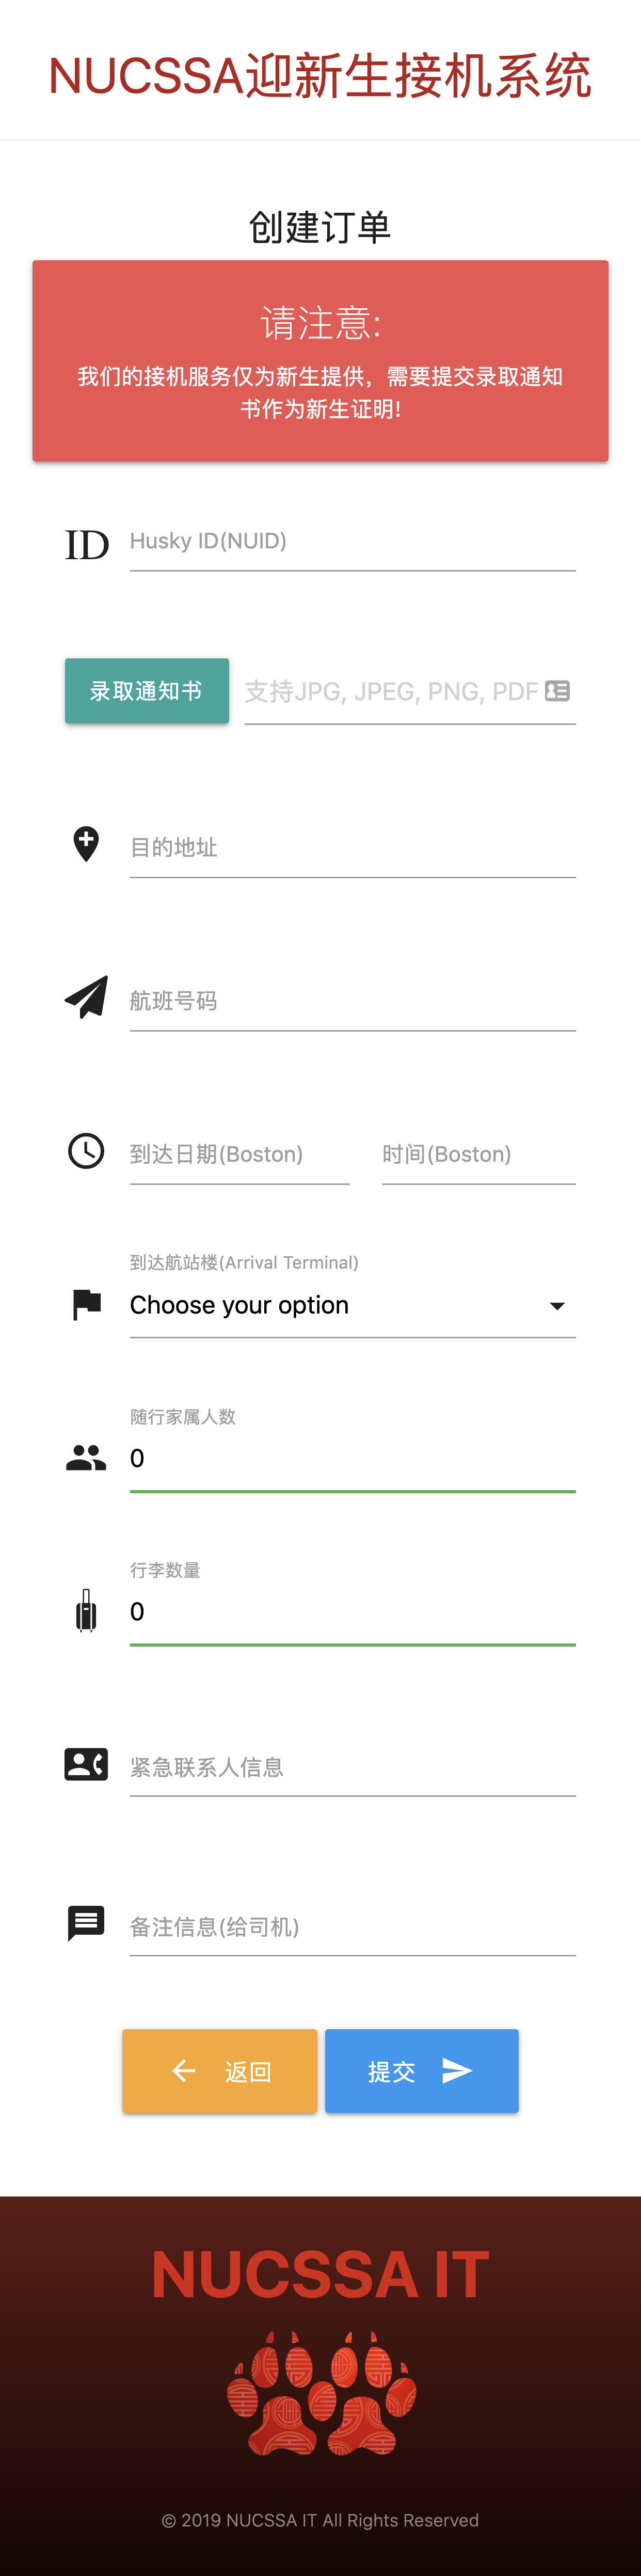 NUCSSA迎新生接机系统
创建订单
请注意:
我们的接机服务仅为新生提供，需要提交录取通知
书作为新生证明!
ID Husky ID(NUID)
录取通知书 支持JPG, JPEG, PNG, PDF
目的地址
航班号码
到达日期(Boston) 时间(Boston)
到达航站楼(Arrival Terminal)
Choose your option
随行家属人数
0
行李数量
0
紧急联系人信息
备注信息(给司机)
返回 提交
NUCSSA IT
© 2019 NUCSSA IT All Rights Reserved